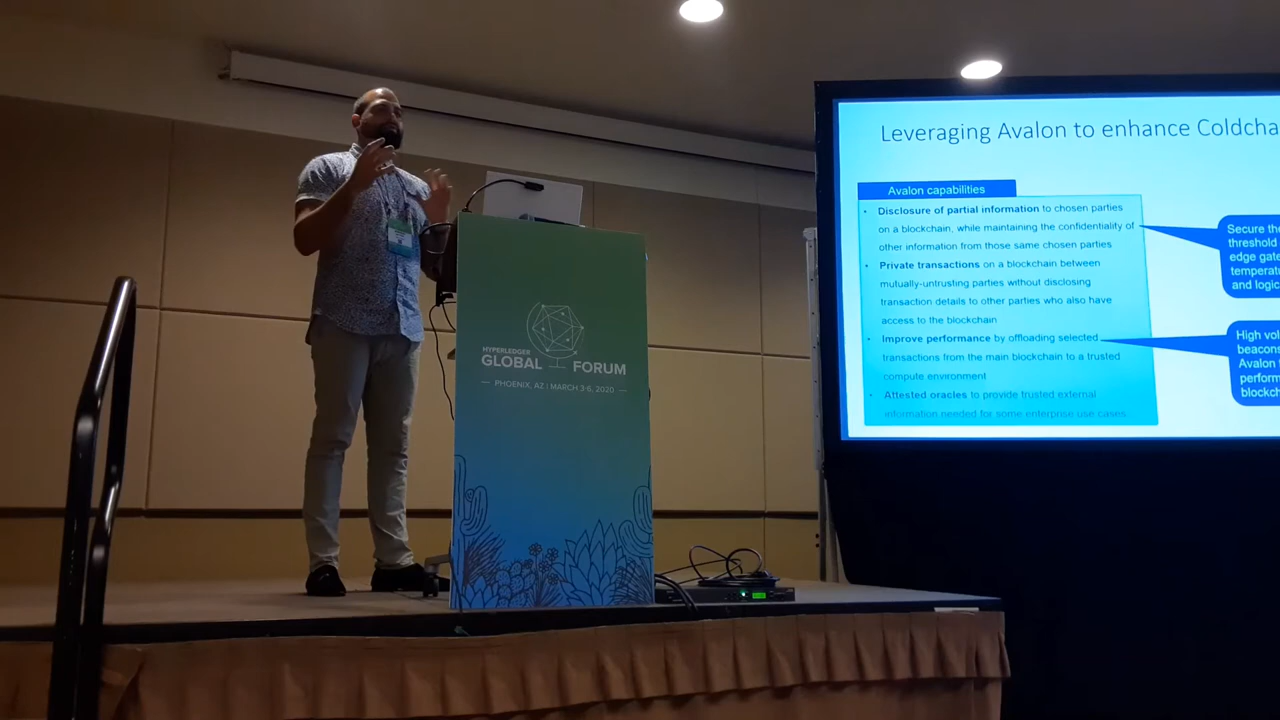 Leveraging Avalon to enhance Coldcha
Avalon capabilities
• Disclosure of partial information to chosen parties
on a blockchain, while maintaining the confidentiality of
other information from those same chosen parties
• Private transactions on a blockchain between
mutually-untrusting parties without disclosing
transaction details to other parties who also have
access to the blockchain
• Improve performance by offloading selected
transactions from the main blockchain to a trusted
compute environment
• Attested oracles to provide trusted external
information needed for some enterprise use cases
Secure the
threshold
edge gate
temperatu
and logic
High vol
beacons
Avalon
perform
blockch
HYPERLEDGER
GLOBAL FORUM
— PHOENIX, AZ | MARCH 3-6, 2020 —